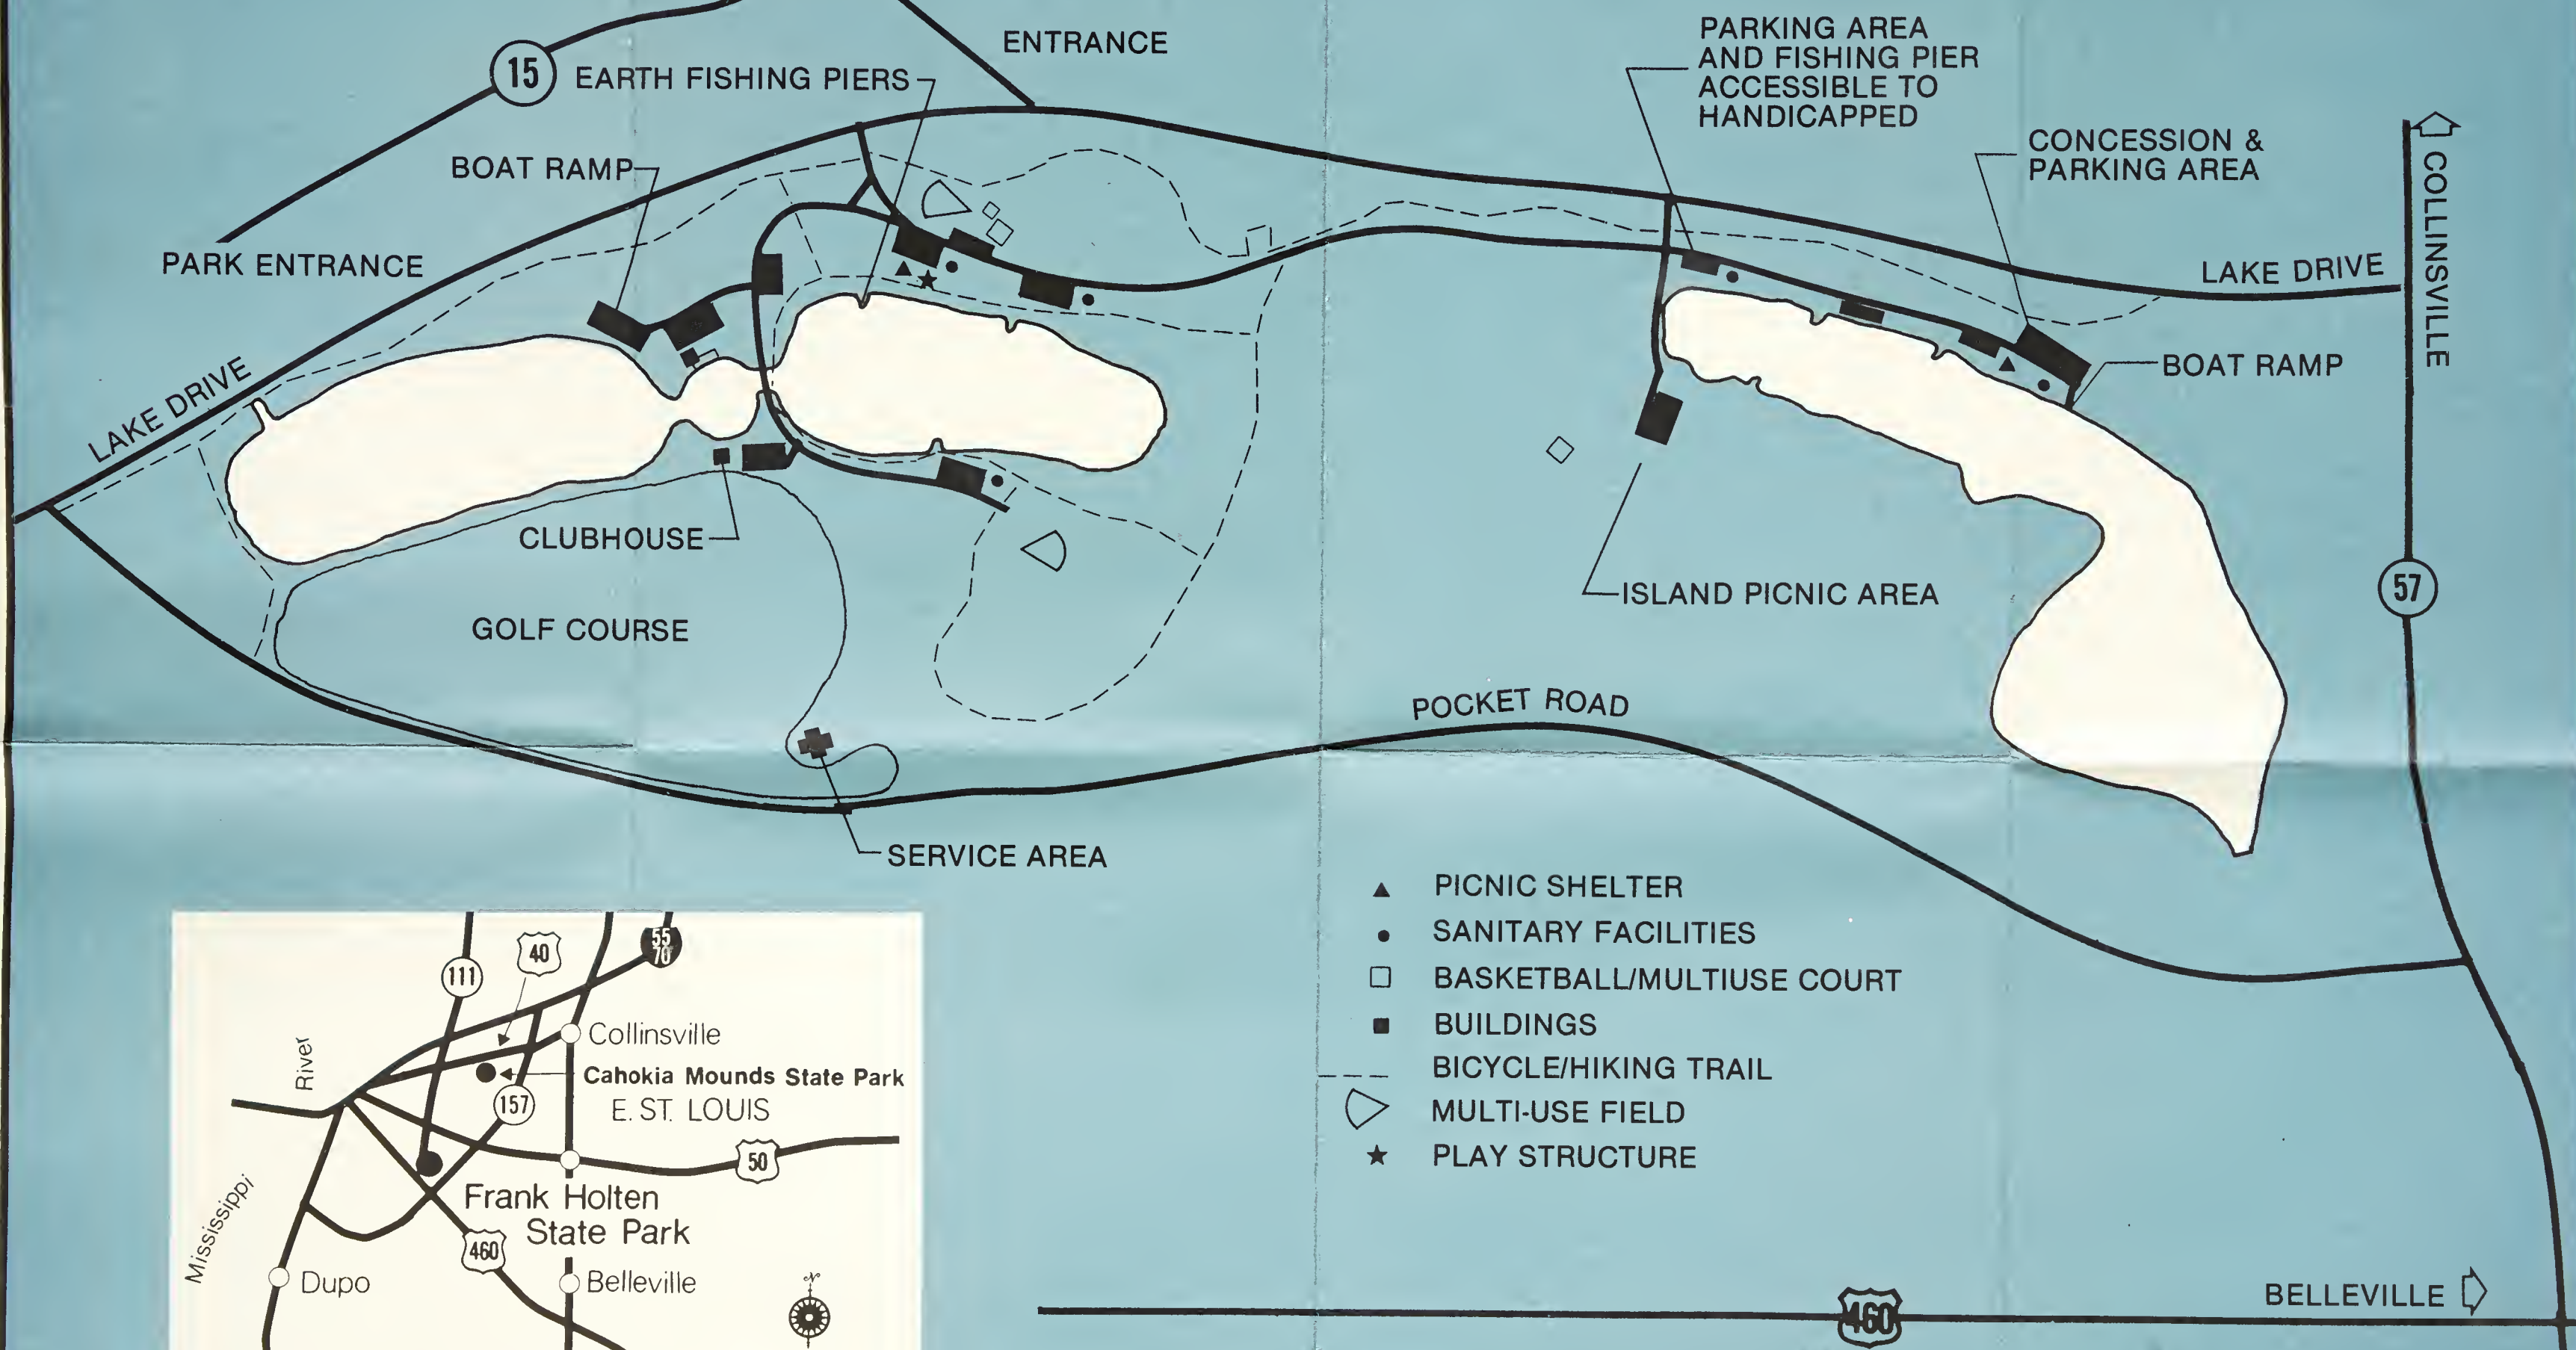 ENTRANCE
15
EARTH FISHING PIERS
BOAT RAMP
PARK ENTRANCE
LAKE DRIVE
PARKING AREA
AND FISHING PIER
ACCESSIBLE TO
HANDICAPPED
CONCESSION &
PARKING AREA
COLLINSVILLE
LAKE DRIVE
BOAT RAMP
CLUBHOUSE
GOLF COURSE
ISLAND PICNIC AREA
57
POCKET ROAD
SERVICE AREA
PICNIC SHELTER
SANITARY FACILITIES
BASKETBALL/MULTIUSE COURT
BUILDINGS
BICYCLE/HIKING TRAIL
MULTI-USE FIELD
PLAY STRUCTURE
40
55
70
111
River
Collinsville
Cahokia Mounds State Park
157
E. ST. LOUIS
50
Mississippi
Frank Holten
State Park
460
Dupo
Belleville
N
BELLEVILLE
460